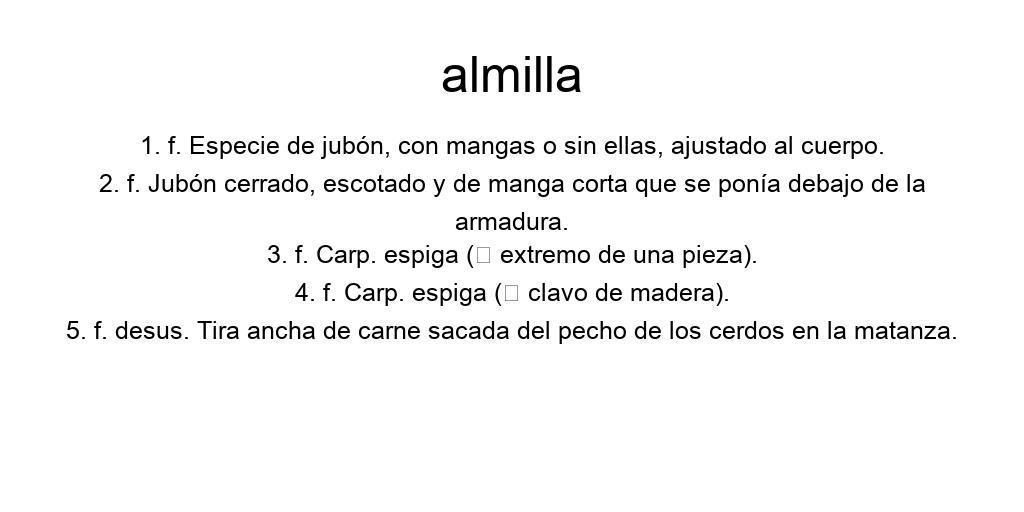 almilla
1. f. Especie de jubón, con mangas o sin ellas, ajustado al cuerpo.
2. f. Jubón cerrado, escotado y de manga corta que se ponía debajo de la
armadura.
3. f. Carp. espiga (□ extremo de una pieza).
4. f. Carp. espiga (□ clavo de madera).
5. f. desus. Tira ancha de carne sacada del pecho de los cerdos en la matanza.